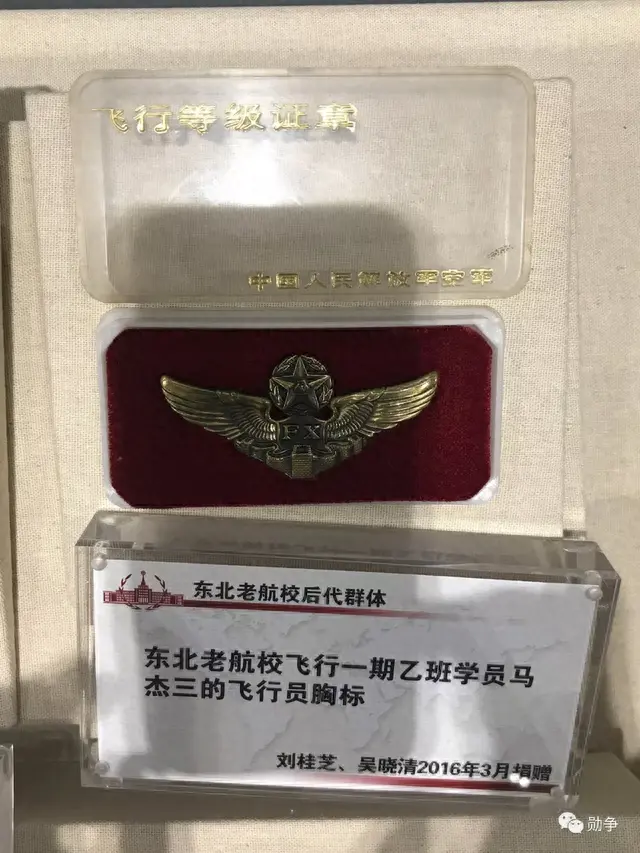 飞行等级证章
中国人民解放军空军
FX
东北老航校后代群体
东北老航校飞行一期乙班学员马
杰三的飞行员胸标
刘桂芝、吴晓清2016年3月捐赠
勋争